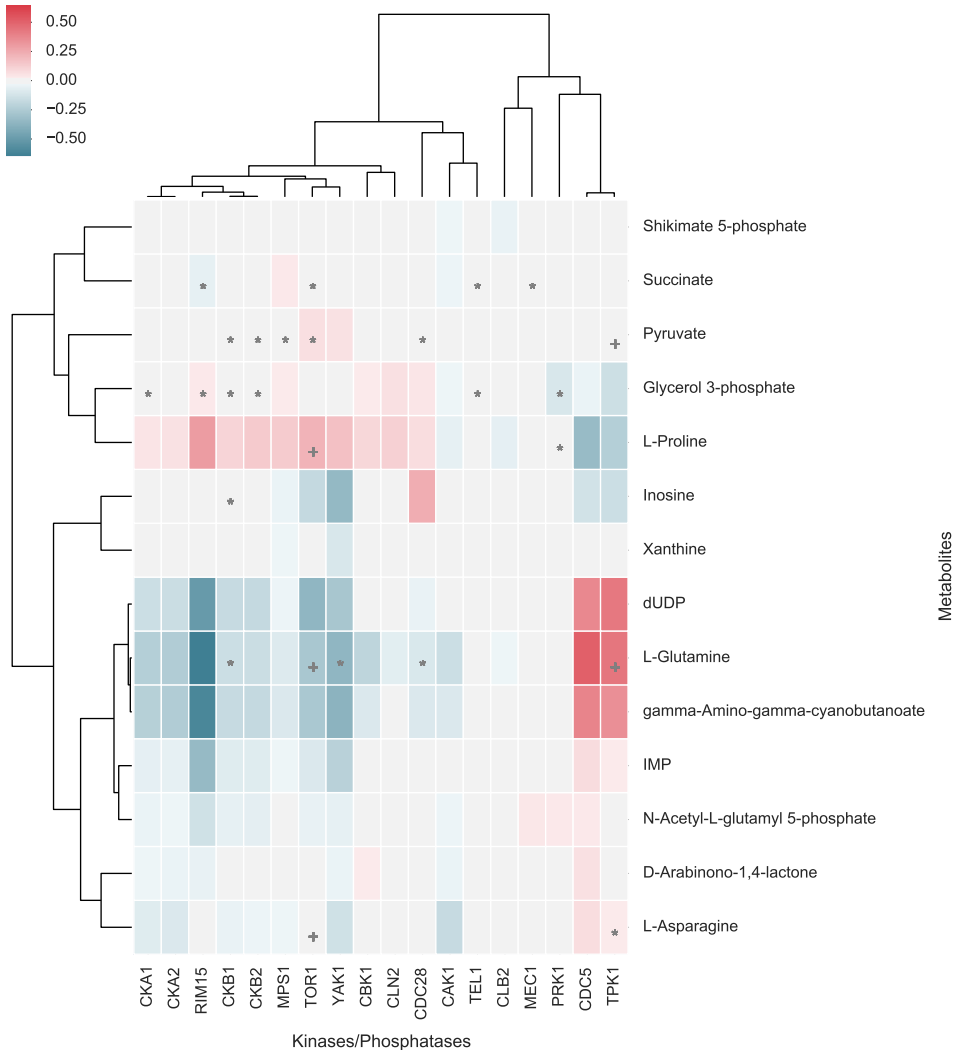 0.50
0.25
0.00
−0.25
−0.50
Shikimate 5-phosphate
Succinate
* * * *
Pyruvate
* * * * * +
Glycerol 3-phosphate
* * * * * *
L-Proline
+ *
Inosine
*
Xanthine
dUDP
L-Glutamine
* + * * +
gamma-Amino-gamma-cyanobutanoate
IMP
N-Acetyl-L-glutamyl 5-phosphate
D-Arabinono-1,4-lactone
L-Asparagine
+ *
Metabolites
CKA1
CKA2
RIM15
CKB1
CKB2
MPS1
TOR1
YAK1
CBK1
CLN2
CDC28
CAK1
TEL1
CLB2
MEC1
PRK1
CDC5
TPK1
Kinases/Phosphatases